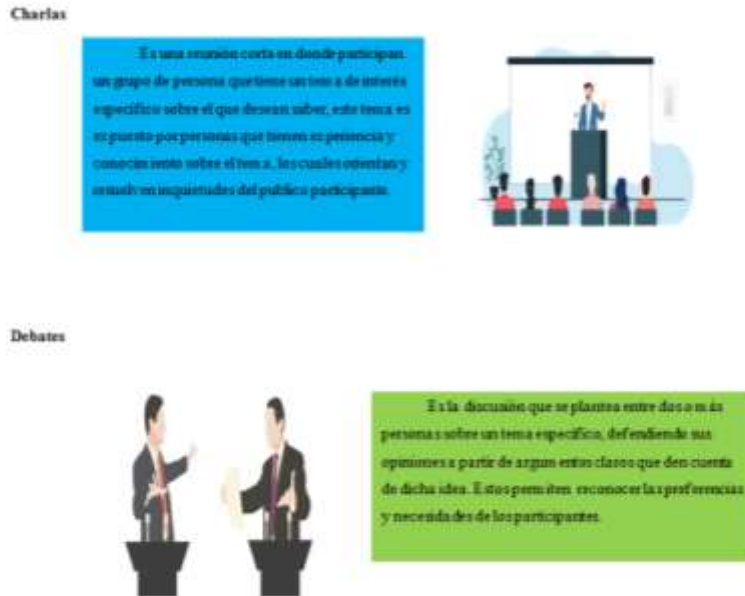 Charlas
Es una reunión corta en donde participan
un grupo de persona que tiene un tema de interés
específico sobre el que desean saber, este tema es
expuesto por personas que tienen experiencia y
conocimiento sobre el tema, los cuales orientan y
resuelven inquietudes del publico participante.
Debates
Es la discusión que se plantea entre dos o más
personas sobre un tema específico, defendiendo sus
opiniones a partir de argumentos claros que den cuenta
de dicha idea. Estos permiten reconocer las preferencias
y necesidades de los participantes.